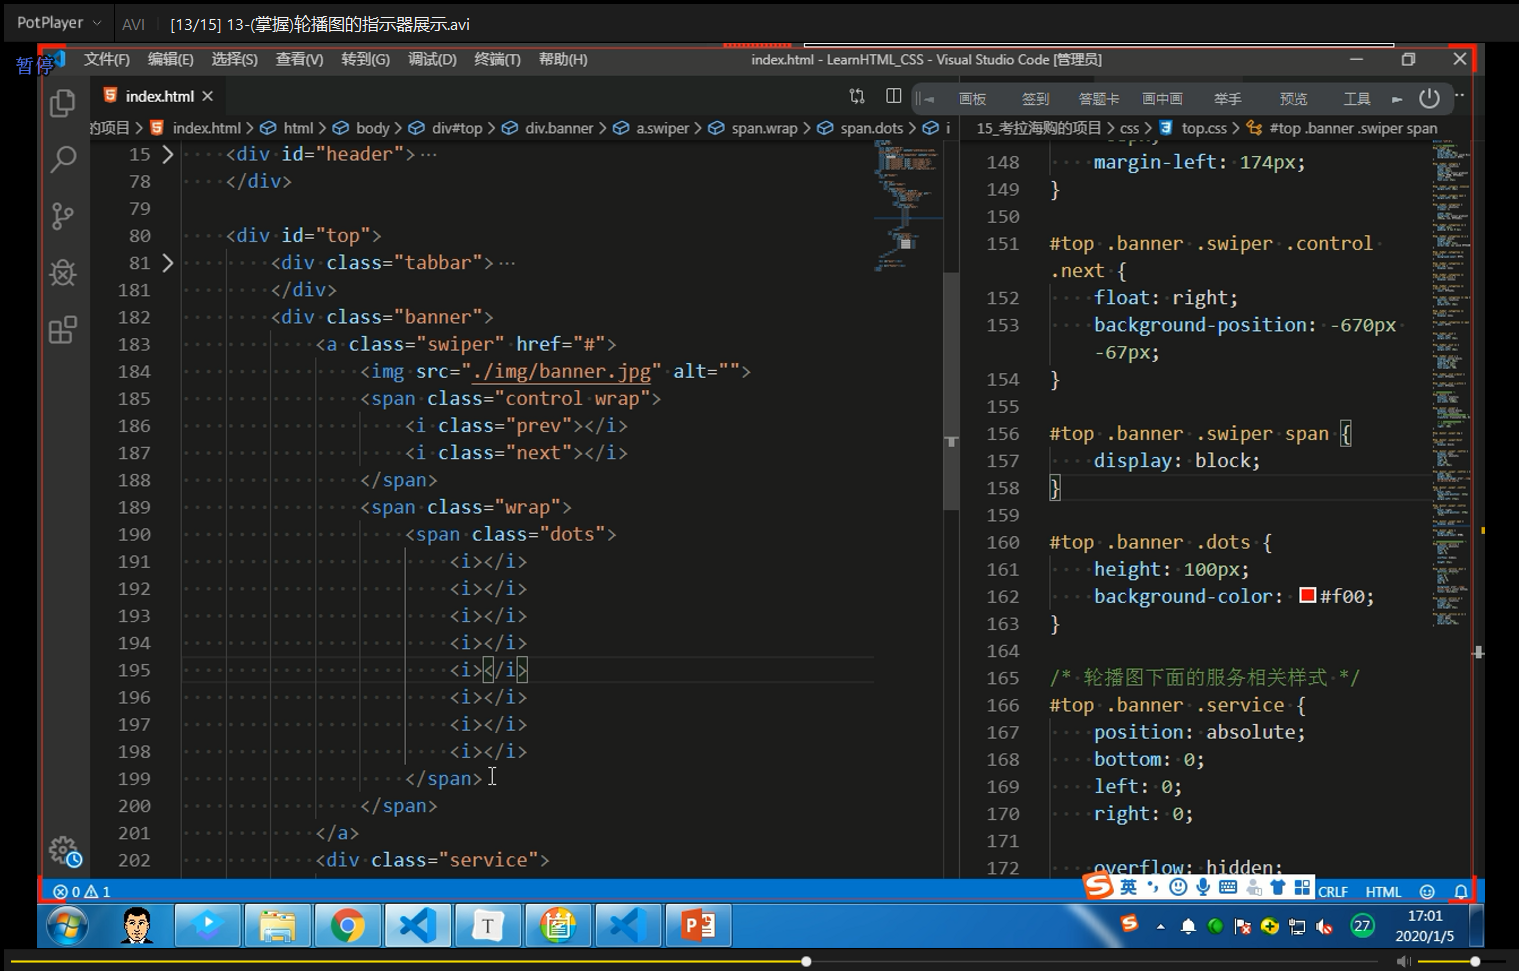 PotPlayer AVI [13/15] 13-(掌握)轮播图的指示器展示.avi
暂停
文件(F) 编辑(E) 选择(S) 查看(V) 转到(G) 调试(D) 终端(T) 帮助(H) index.html - LearnHTML_CSS - Visual Studio Code [管理员]
index.html
画板 签到 答题卡 画中画 举手 预览 工具
的项目 > index.html > html > body > div#top > div.banner > a.swiper > span.wrap > span.dots > i
15 <div id="header">···
78 </div>
79
80 <div id="top">
81 <div class="tabbar">···
181 </div>
182 <div class="banner">
183 <a class="swiper" href="#">
184 <img src="./img/banner.jpg" alt="">
185 <span class="control wrap">
186 <i class="prev"></i>
187 <i class="next"></i>
188 </span>
189 <span class="wrap">
190 <span class="dots">
191 <i></i>
192 <i></i>
193 <i></i>
194 <i></i>
195 <i></i>
196 <i></i>
197 <i></i>
198 <i></i>
199 </span>
200 </span>
201 </a>
202 <div class="service">
15_考拉海购的项目 > css > top.css > #top .banner .swiper span
148 margin-left: 174px;
149 }
150
151 #top .banner .swiper .control
.next {
152 float: right;
153 background-position: -670px
-67px;
154 }
155
156 #top .banner .swiper span {
157 display: block;
158 }
159
160 #top .banner .dots {
161 height: 100px;
162 background-color: #f00;
163 }
164
165 /* 轮播图下面的服务相关样式 */
166 #top .banner .service {
167 position: absolute;
168 bottom: 0;
169 left: 0;
170 right: 0;
171
172 overflow: hidden;
0 1
英
CRLF HTML
T
27
17:01
2020/1/5